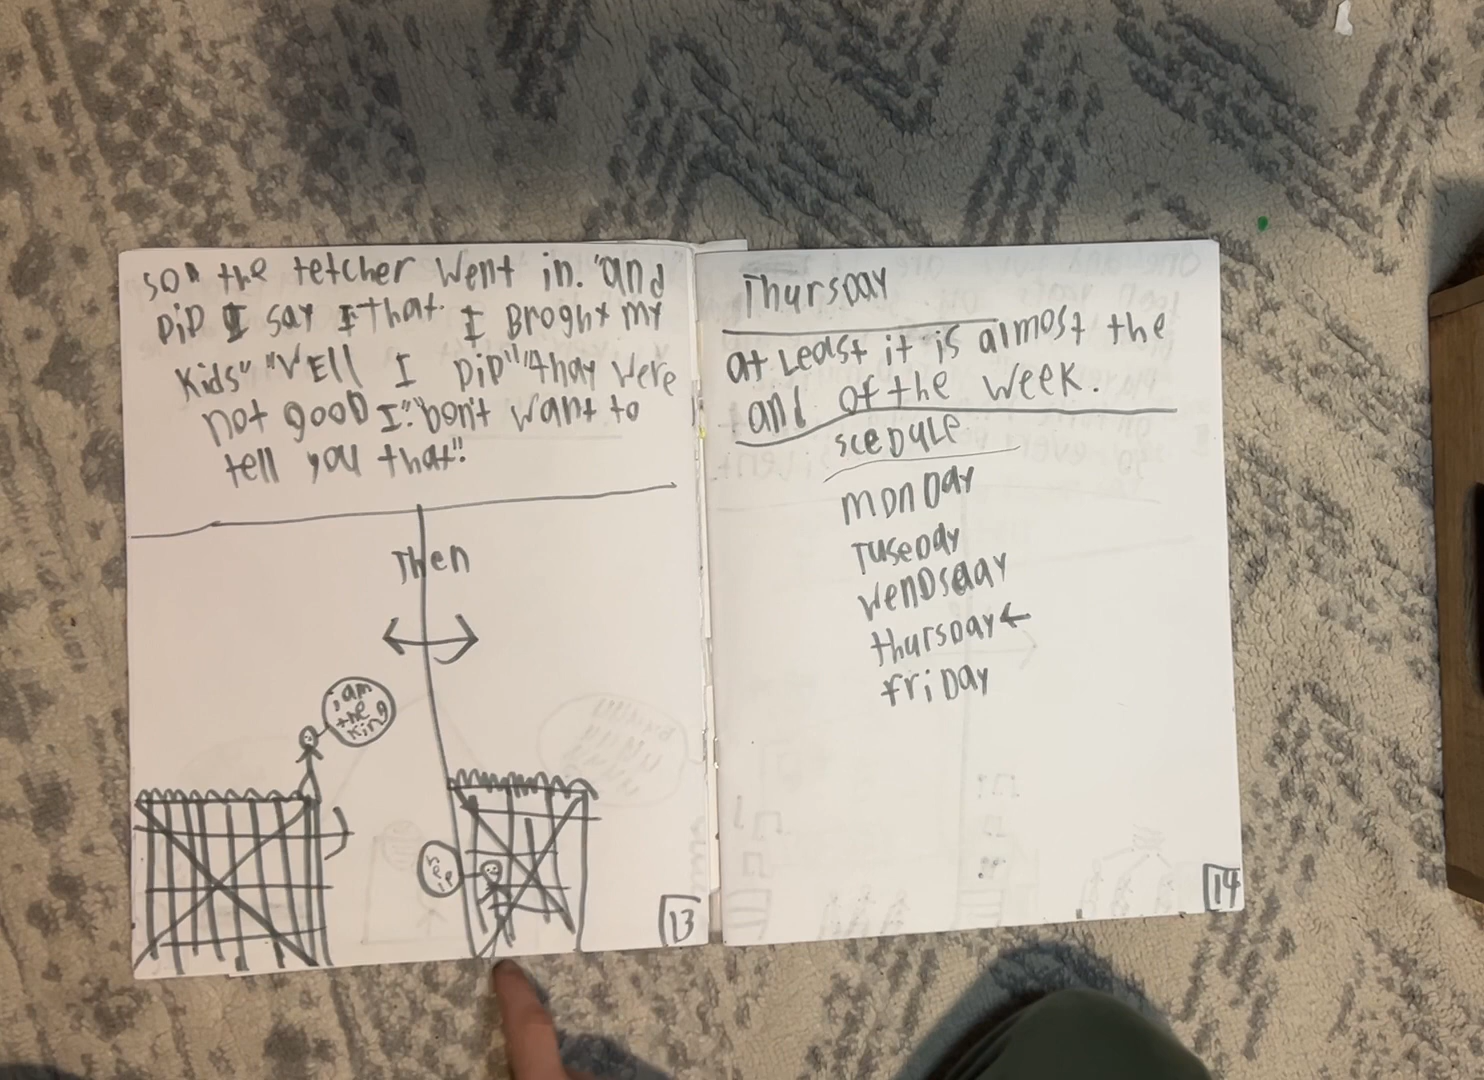 so" the tetcher went in. "and
DiD I say I that. I Broght my
Kids" "VEll I DiD" "thay were
not good I". "Don't want to
tell you that".
Then
i am
the
King
help
13
Thursday
at Least it is almost the
and of the week.
sceDule
monDay
TuseDay
WenDsday
thursDay←
friDay
14